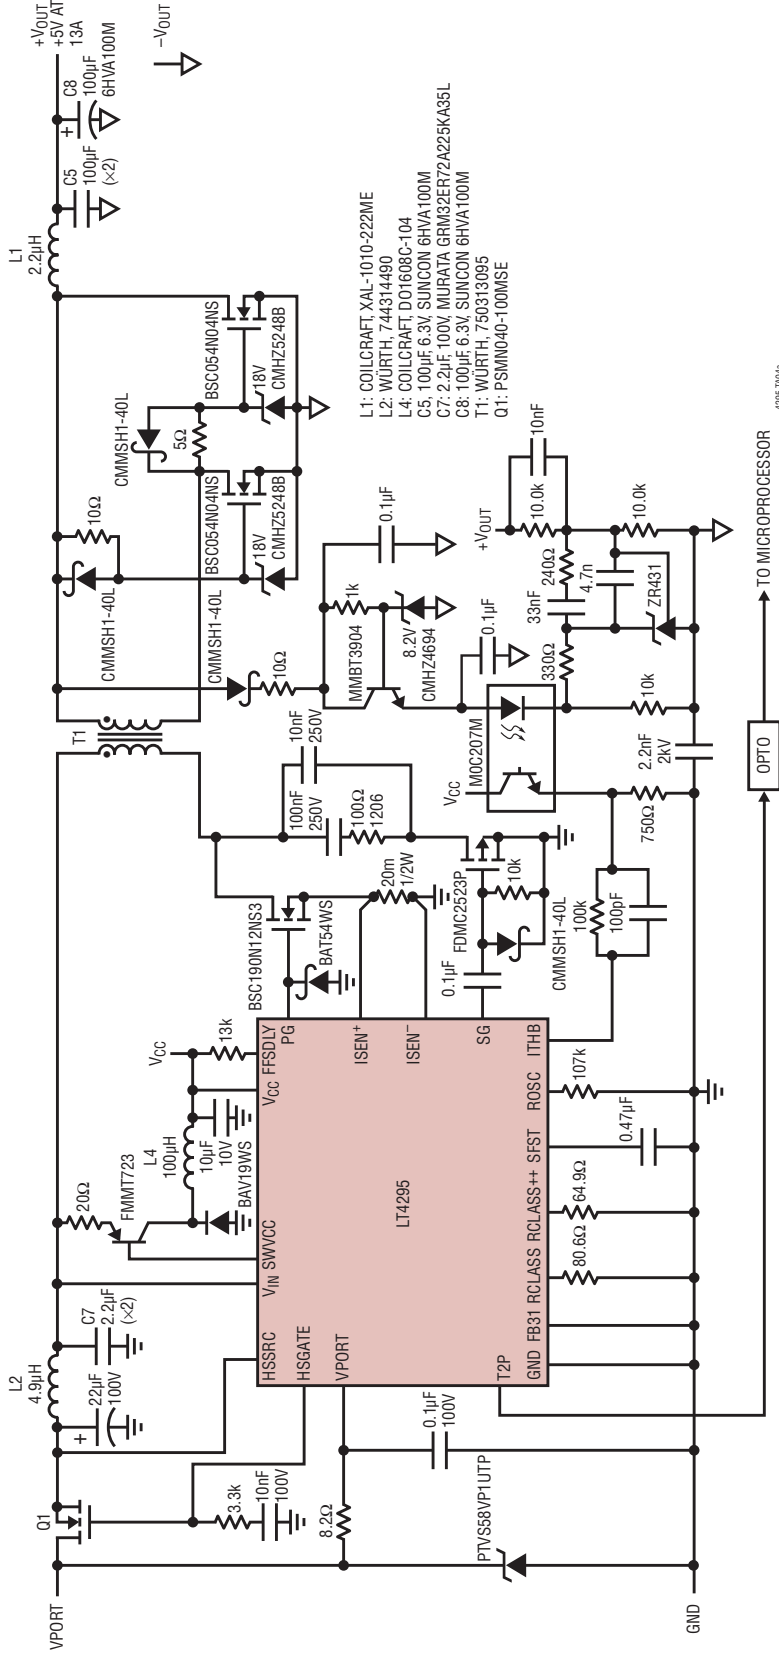 VPORT
Q1
L2
4.9µH
+
22µF
100V
C7
2.2µF
(×2)
20Ω
FMMT723
L4
100µH
10µF
10V
BAV19WS
VCC
13k
3.3k
10nF
100V
8.2Ω
PTVS58VP1UTP
0.1µF
100V
GND
HSSRC
HSGATE
VPORT
T2P
VIN
SWVCC
VCC
FFSDLY
PG
ISEN+
ISEN−
SG
ITHB
LT4295
GND
FB31
RCLASS
RCLASS++
SFST
ROSC
80.6Ω
64.9Ω
0.47µF
107k
BSC190N12NS3
BAT54WS
20m
1/2W
0.1µF
FDMC2523P
10k
CMMSH1-40L
100k
100pF
100nF
250V
100Ω
1206
10nF
250V
T1
VCC
MOC207M
750Ω
2.2nF
2kV
10k
330Ω
33nF
240Ω
4.7n
ZR431
+VOUT
10.0k
10nF
10.0k
CMMSH1-40L
10Ω
MMBT3904
1k
8.2V
CMHZ4694
0.1µF
0.1µF
CMMSH1-40L
10Ω
BSC054N04NS
18V
CMHZ5248B
CMMSH1-40L
5Ω
BSC054N04NS
18V
CMHZ5248B
L1
2.2µH
C5
100µF
(×2)
+
C8
100µF
6HVA100M
+VOUT
+5V AT
13A
−VOUT
L1: COILCRAFT, XAL-1010-222ME
L2: WÜRTH, 744314490
L4: COILCRAFT, DO1608C-104
C5, 100µF, 6.3V, SUNCON 6HVA100M
C7: 2.2µF, 100V, MURATA GRM32ER72A225KA35L
C8: 100µF, 6.3V, SUNCON 6HVA100M
T1: WÜRTH, 750313095
Q1: PSMN040-100MSE
OPTO
TO MICROPROCESSOR